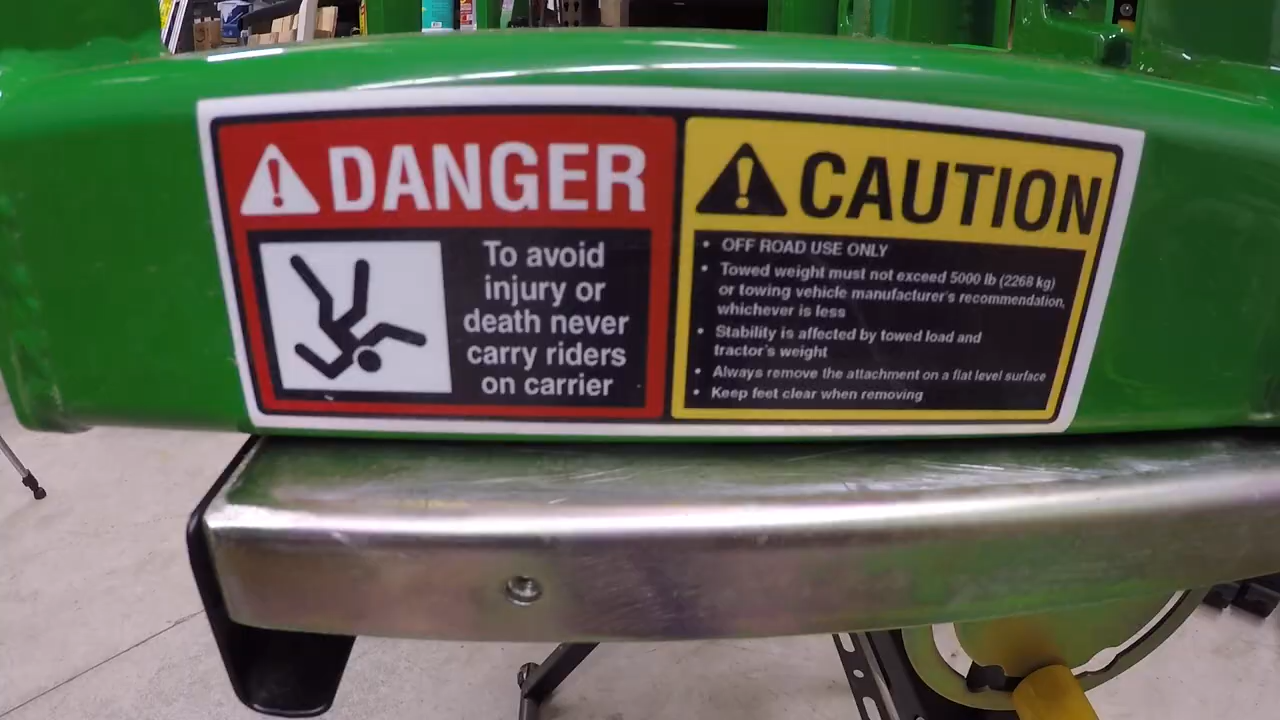 DANGER
To avoid
injury or
death never
carry riders
on carrier
CAUTION
• OFF ROAD USE ONLY
• Towed weight must not exceed 5000 lb (2268 kg)
or towing vehicle manufacturer's recommendation,
whichever is less
• Stability is affected by towed load and
tractor's weight
• Always remove the attachment on a flat level surface
• Keep feet clear when removing